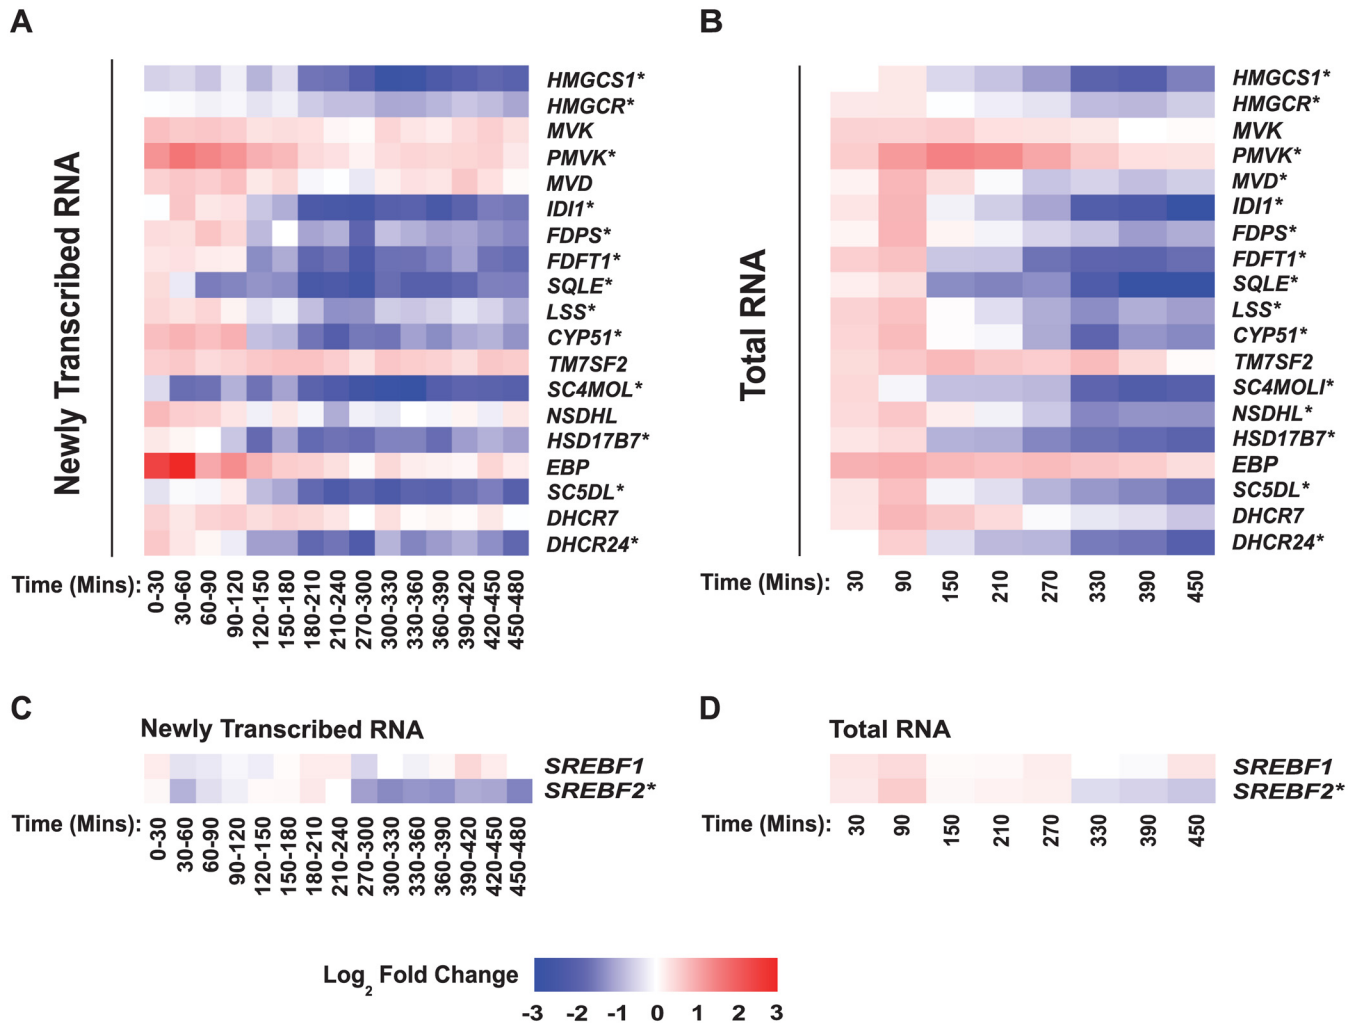 A
Newly Transcribed RNA
HMGCS1*
HMGCR*
MVK
PMVK*
MVD
IDI1*
FDPS*
FDFT1*
SQLE*
LSS*
CYP51*
TM7SF2
SC4MOL*
NSDHL
HSD17B7*
EBP
SC5DL*
DHCR7
DHCR24*
Time (Mins): 0-30 30-60 60-90 90-120 120-150 150-180 180-210 210-240 270-300 300-330 330-360 360-390 390-420 420-450 450-480
B
Total RNA
HMGCS1*
HMGCR*
MVK
PMVK*
MVD*
IDI1*
FDPS*
FDFT1*
SQLE*
LSS*
CYP51*
TM7SF2
SC4MOLI*
NSDHL*
HSD17B7*
EBP
SC5DL*
DHCR7
DHCR24*
Time (Mins): 30 90 150 210 270 330 390 450
C
Newly Transcribed RNA
SREBF1
SREBF2*
Time (Mins): 0-30 30-60 60-90 90-120 120-150 150-180 180-210 210-240 270-300 300-330 330-360 360-390 390-420 420-450 450-480
D
Total RNA
SREBF1
SREBF2*
Time (Mins): 30 90 150 210 270 330 390 450
Log2 Fold Change
-3 -2 -1 0 1 2 3